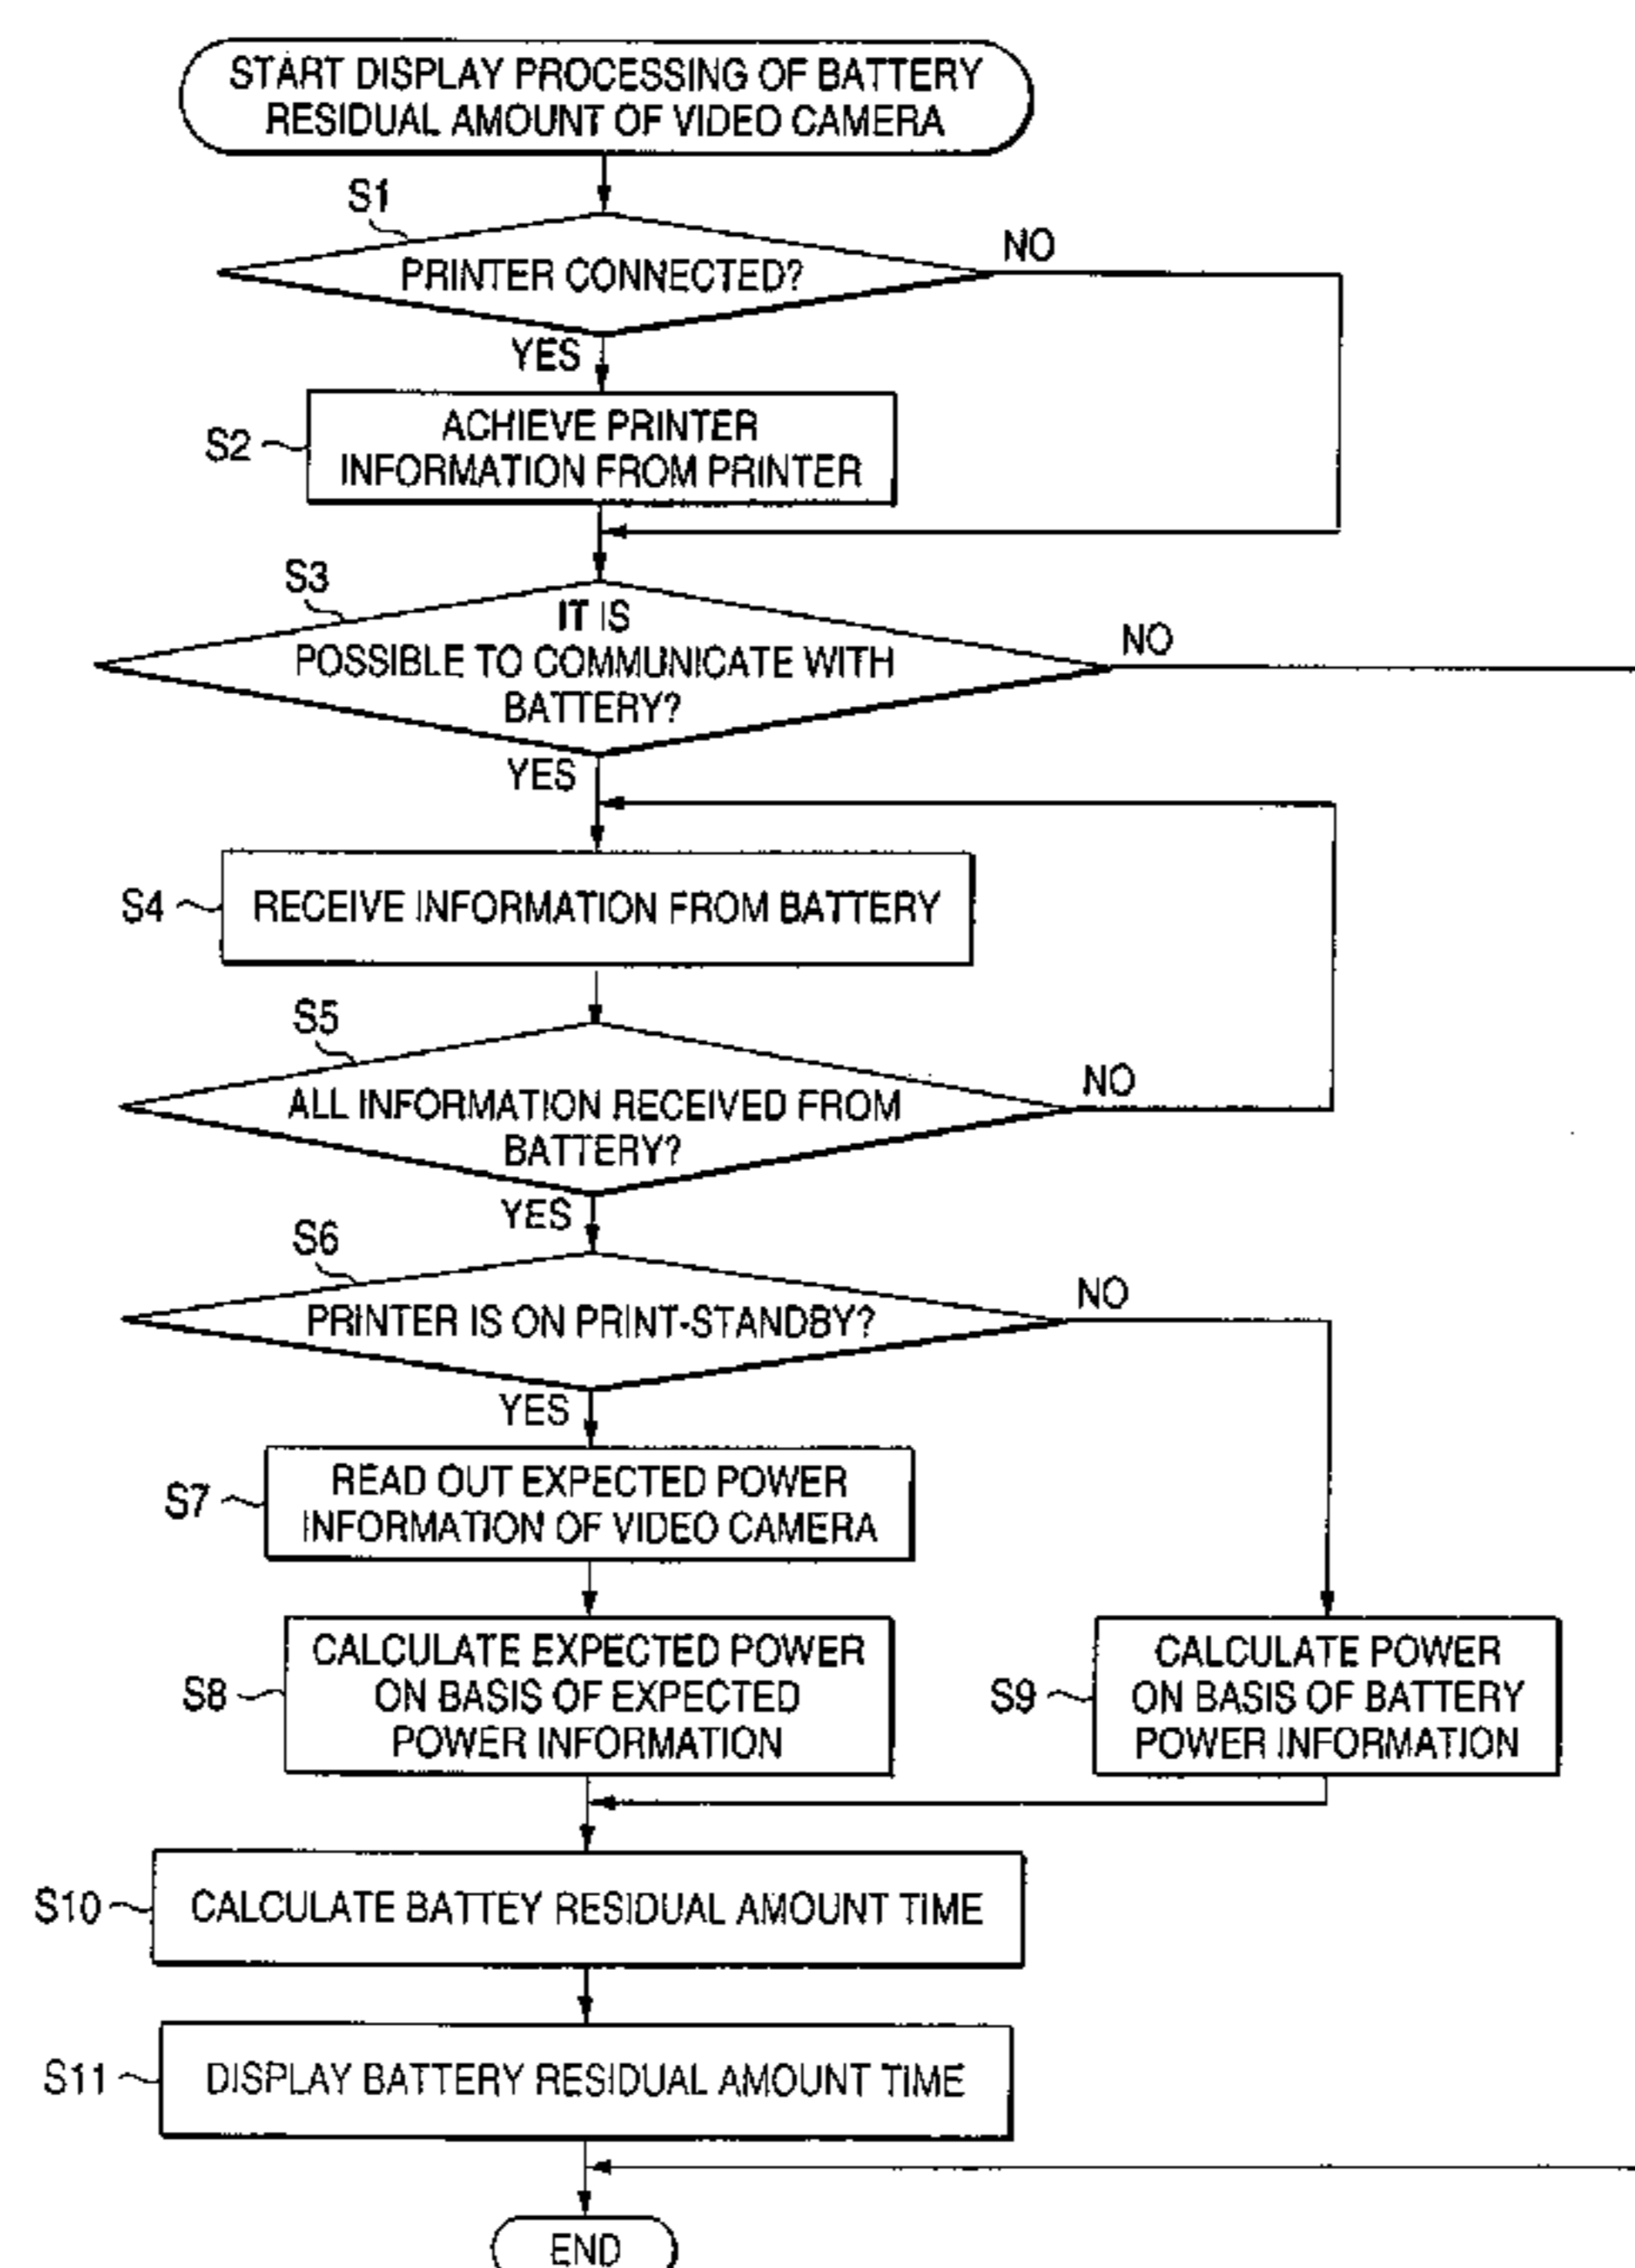 START DISPLAY PROCESSING OF BATTERY
RESIDUAL AMOUNT OF VIDEO CAMERA
S1
PRINTER CONNECTED?
NO
YES
S2
ACHIEVE PRINTER
INFORMATION FROM PRINTER
S3
IT IS
POSSIBLE TO COMMUNICATE WITH
BATTERY?
NO
YES
S4
RECEIVE INFORMATION FROM BATTERY
S5
ALL INFORMATION RECEIVED FROM
BATTERY?
NO
YES
S6
PRINTER IS ON PRINT-STANDBY?
NO
YES
S7
READ OUT EXPECTED POWER
INFORMATION OF VIDEO CAMERA
S8
CALCULATE EXPECTED POWER
ON BASIS OF EXPECTED
POWER INFORMATION
S9
CALCULATE POWER
ON BASIS OF BATTERY
POWER INFORMATION
S10
CALCULATE BATTEY RESIDUAL AMOUNT TIME
S11
DISPLAY BATTERY RESIDUAL AMOUNT TIME
END